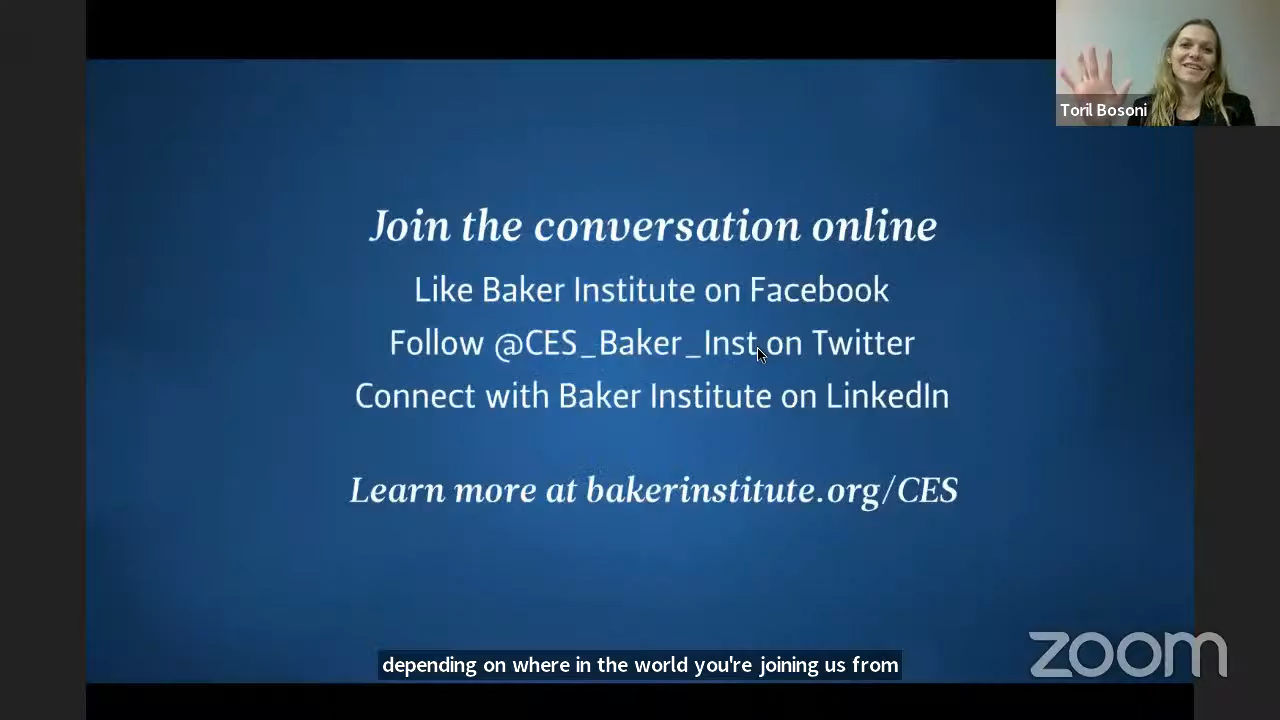 Toril Bosoni
Join the conversation online
Like Baker Institute on Facebook
Follow @CES_Baker_Inst on Twitter
Connect with Baker Institute on LinkedIn
Learn more at bakerinstitute.org/CES
zoom
depending on where in the world you're joining us from